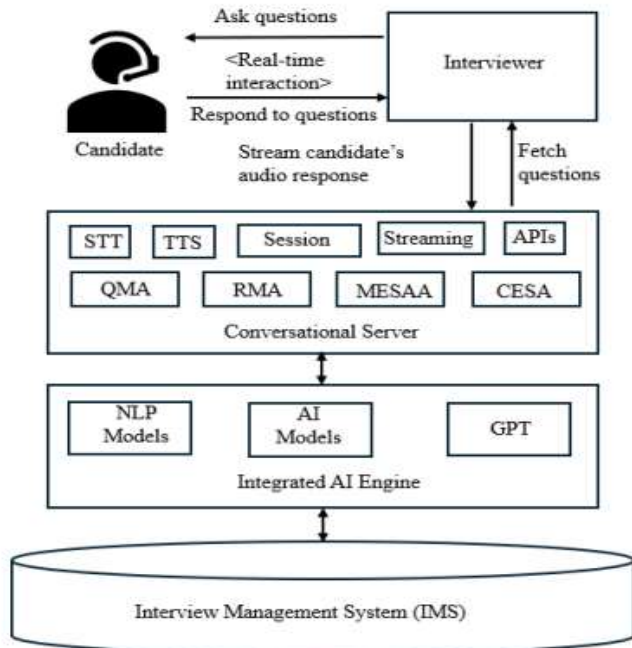 Ask questions
<Real-time
interaction>
Respond to questions
Interviewer
Candidate
Stream candidate's
audio response
Fetch
questions
STT
TTS
Session
Streaming
APIs
QMA
RMA
MESAA
CESA
Conversational Server
NLP
Models
AI
Models
GPT
Integrated AI Engine
Interview Management System (IMS)